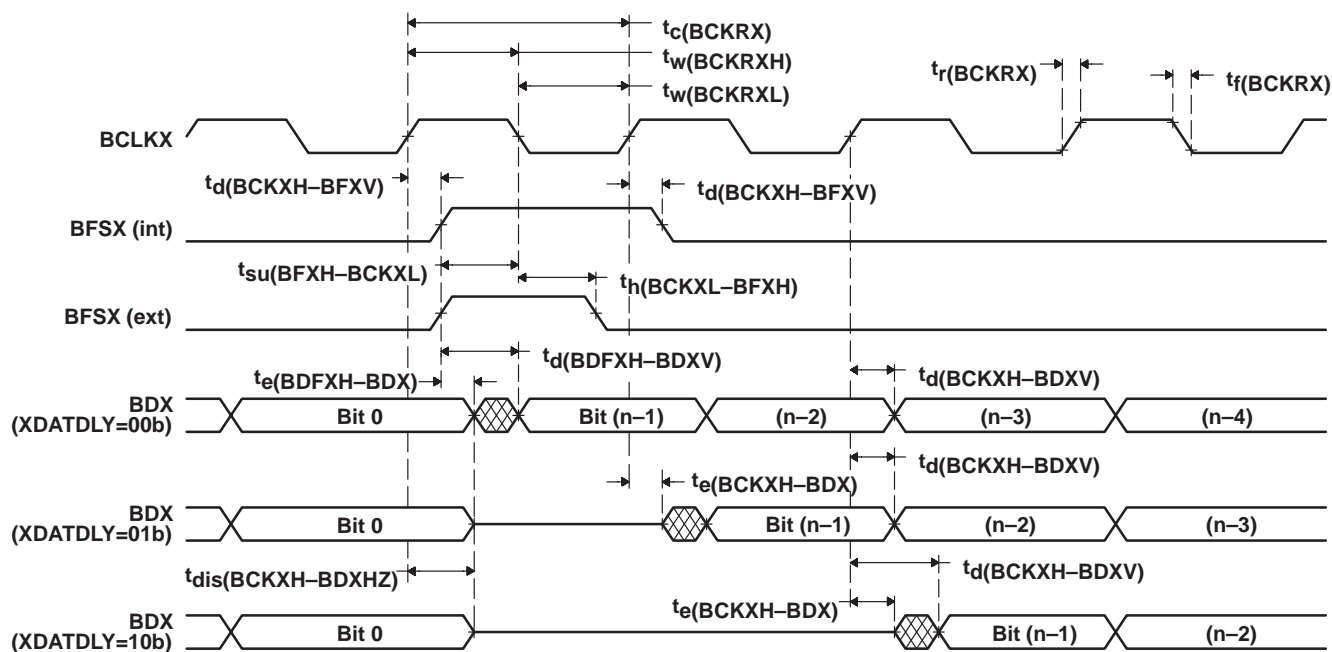 tc(BCKRX)
tw(BCKRXH)
tr(BCKRX)
tf(BCKRX)
tw(BCKRXL)
BCLKX
td(BCKXH–BFXV)
td(BCKXH–BFXV)
BFSX (int)
tsu(BFXH–BCKXL)
th(BCKXL–BFXH)
BFSX (ext)
td(BDFXH–BDXV)
te(BDFXH–BDX)
td(BCKXH–BDXV)
BDX
(XDATDLY=00b)
Bit 0
Bit (n–1)
(n–2)
(n–3)
(n–4)
td(BCKXH–BDXV)
te(BCKXH–BDX)
BDX
(XDATDLY=01b)
Bit 0
Bit (n–1)
(n–2)
(n–3)
tdis(BCKXH–BDXHZ)
td(BCKXH–BDXV)
te(BCKXH–BDX)
BDX
(XDATDLY=10b)
Bit 0
Bit (n–1)
(n–2)